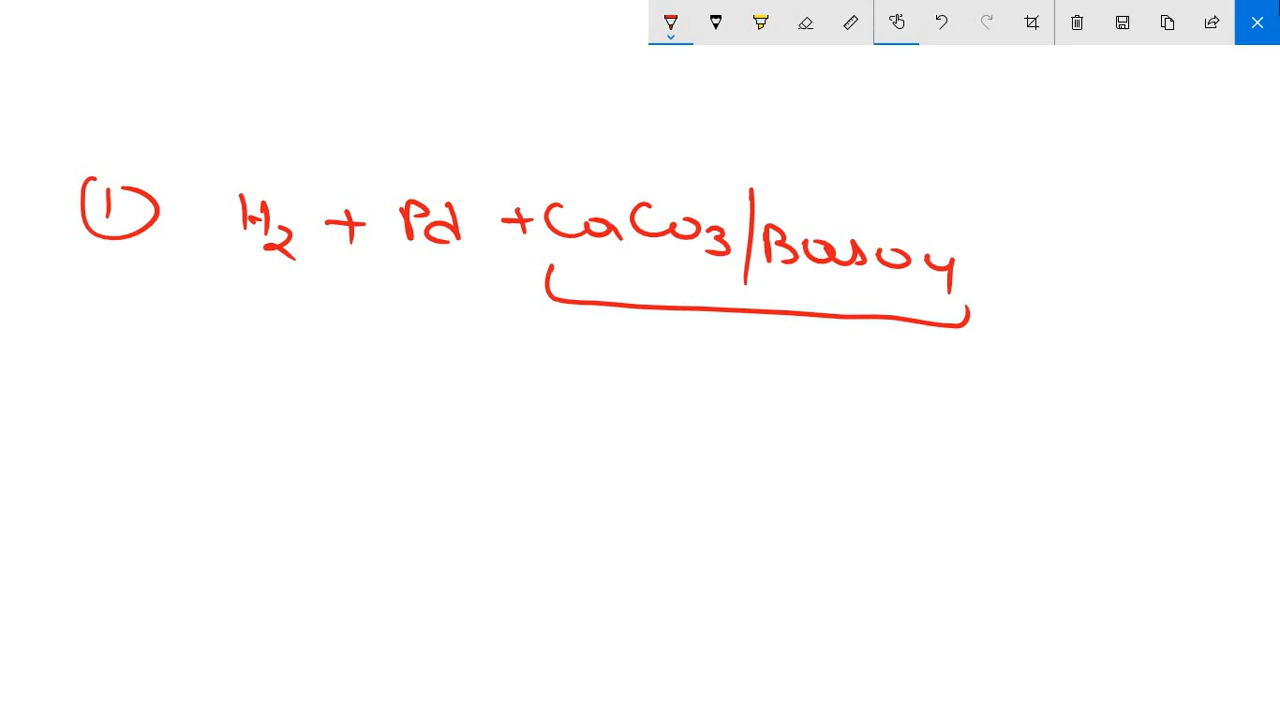 ① H2 + Pd + CaCo3/Baso4